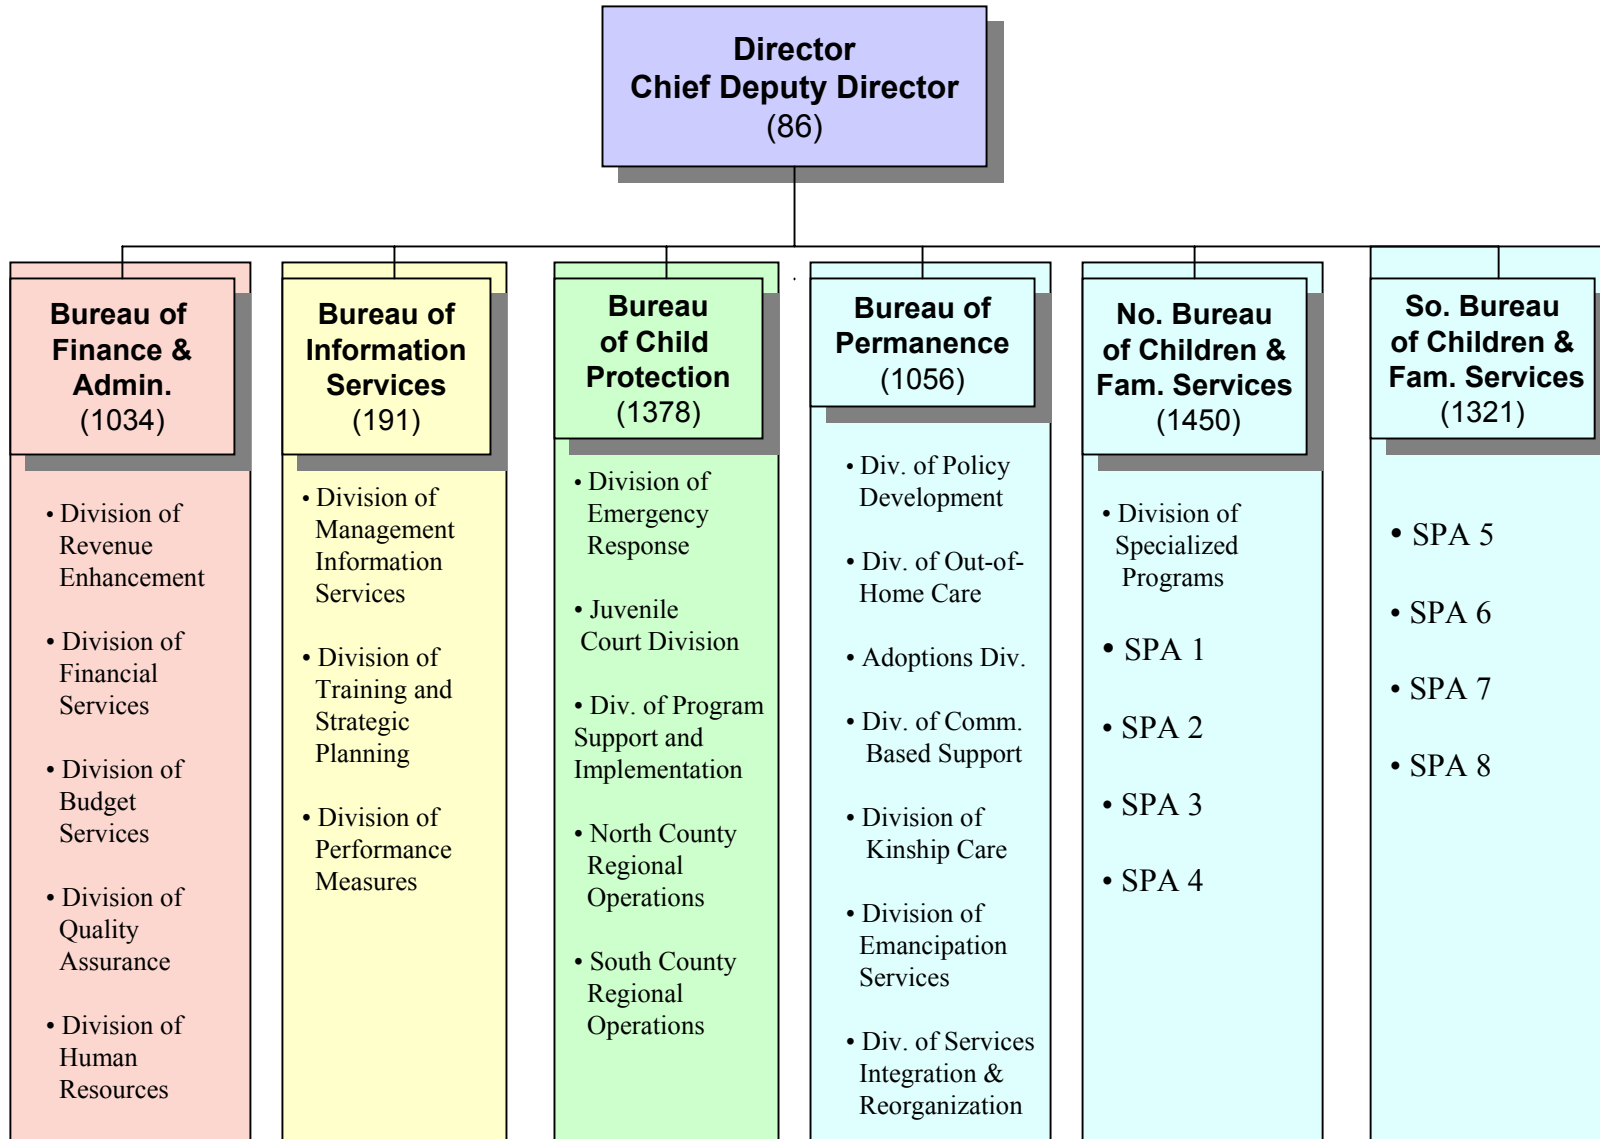 Director
Chief Deputy Director
(86)
Bureau of
Finance &
Admin.
(1034)
• Division of
Revenue
Enhancement
• Division of
Financial
Services
• Division of
Budget
Services
• Division of
Quality
Assurance
• Division of
Human
Resources
Bureau of
Information
Services
(191)
• Division of
Management
Information
Services
• Division of
Training and
Strategic
Planning
• Division of
Performance
Measures
Bureau
of Child
Protection
(1378)
• Division of
Emergency
Response
• Juvenile
Court Division
• Div. of Program
Support and
Implementation
• North County
Regional
Operations
• South County
Regional
Operations
Bureau of
Permanence
(1056)
• Div. of Policy
Development
• Div. of Out-of-
Home Care
• Adoptions Div.
• Div. of Comm.
Based Support
• Division of
Kinship Care
• Division of
Emancipation
Services
• Div. of Services
Integration &
Reorganization
No. Bureau
of Children &
Fam. Services
(1450)
• Division of
Specialized
Programs
• SPA 1
• SPA 2
• SPA 3
• SPA 4
So. Bureau
of Children &
Fam. Services
(1321)
• SPA 5
• SPA 6
• SPA 7
• SPA 8